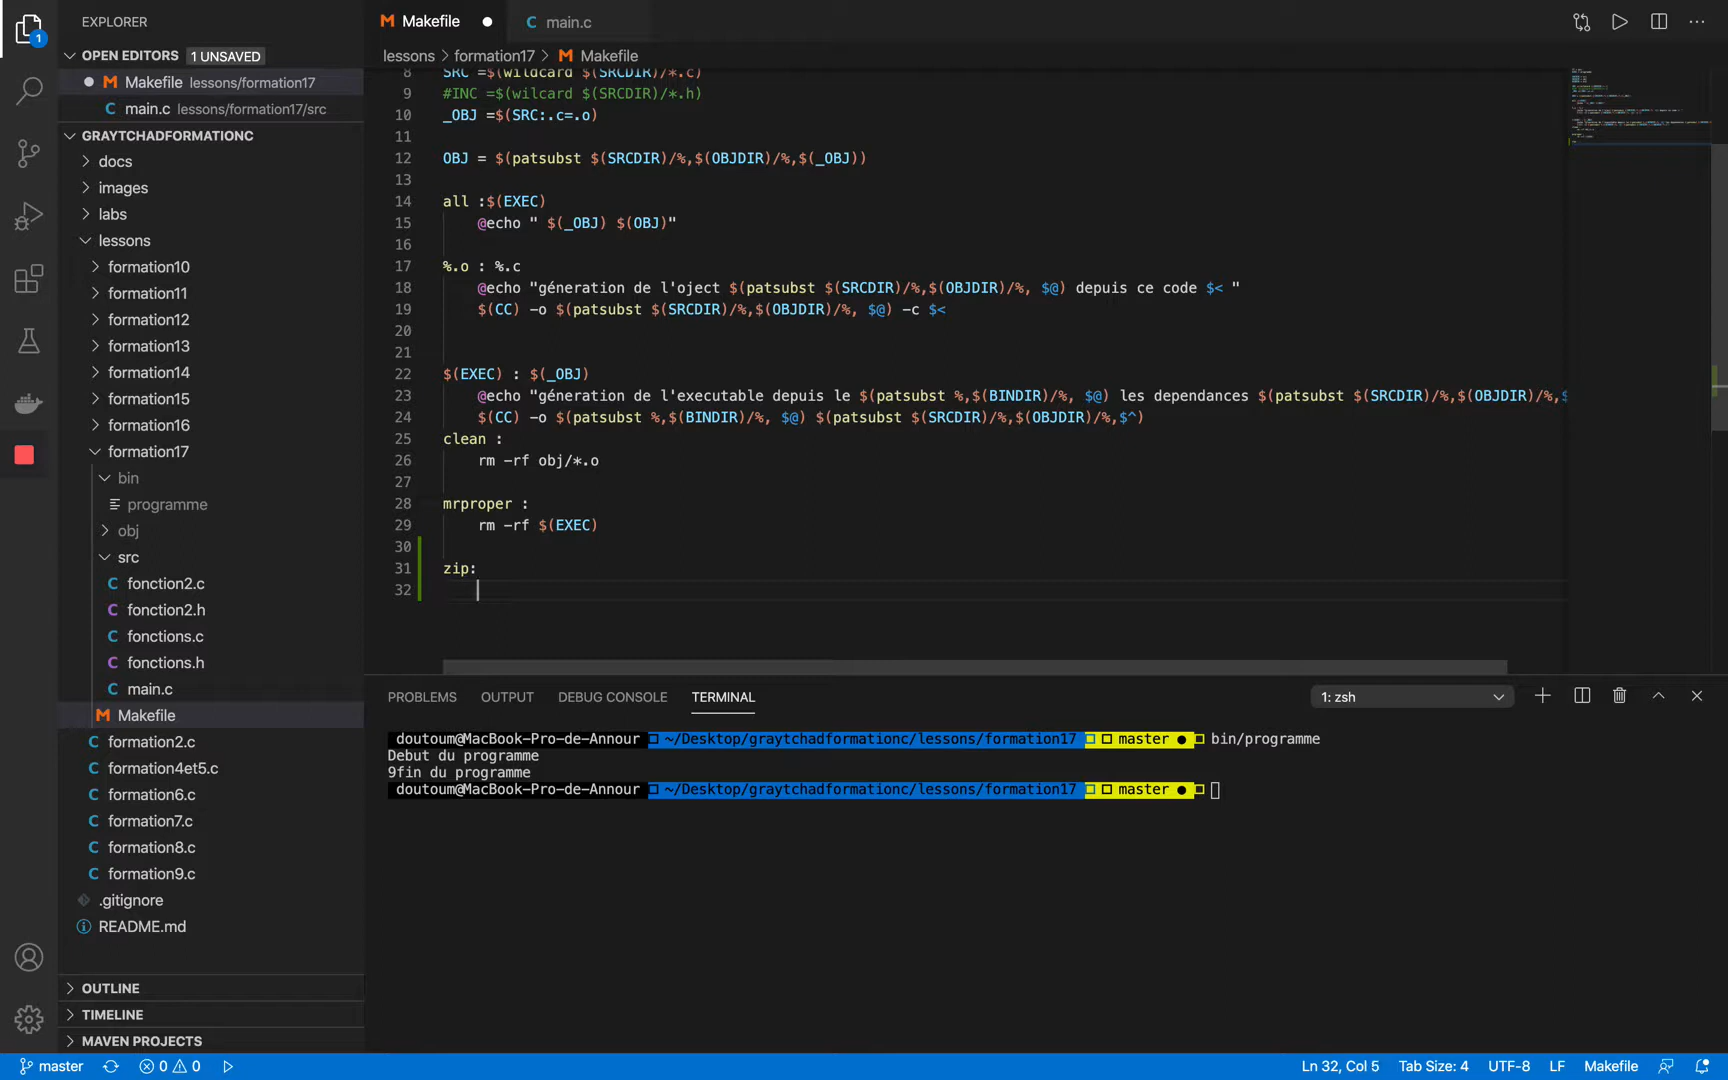 EXPLORER
OPEN EDITORS 1 UNSAVED
Makefile lessons/formation17
main.c lessons/formation17/src
GRAYTCHADFORMATIONC
docs
images
labs
lessons
formation10
formation11
formation12
formation13
formation14
formation15
formation16
formation17
bin
programme
obj
src
fonction2.c
fonction2.h
fonctions.c
fonctions.h
main.c
Makefile
formation2.c
formation4et5.c
formation6.c
formation7.c
formation8.c
formation9.c
.gitignore
README.md
OUTLINE
TIMELINE
MAVEN PROJECTS
1
Makefile main.c
lessons > formation17 > Makefile
8 SRC =$(wildcard $(SRCDIR)/*.c)
9 #INC =$(wilcard $(SRCDIR)/*.h)
10 _OBJ =$(SRC:.c=.o)
11
12 OBJ = $(patsubst $(SRCDIR)/%,$(OBJDIR)/%,$(_OBJ))
13
14 all :$(EXEC)
15 @echo " $(_OBJ) $(OBJ)"
16
17 %.o : %.c
18 @echo "géneration de l'oject $(patsubst $(SRCDIR)/%,$(OBJDIR)/%, $@) depuis ce code $< "
19 $(CC) -o $(patsubst $(SRCDIR)/%,$(OBJDIR)/%, $@) -c $<
20
21
22 $(EXEC) : $(_OBJ)
23 @echo "géneration de l'executable depuis le $(patsubst %,$(BINDIR)/%, $@) les dependances $(patsubst $(SRCDIR)/%,$(OBJDIR)/%,$
24 $(CC) -o $(patsubst %,$(BINDIR)/%, $@) $(patsubst $(SRCDIR)/%,$(OBJDIR)/%,$^)
25 clean :
26 rm -rf obj/*.o
27
28 mrproper :
29 rm -rf $(EXEC)
30
31 zip:
32
PROBLEMS OUTPUT DEBUG CONSOLE TERMINAL 1: zsh
doutoum@MacBook-Pro-de-Annour ~/Desktop/graytchadformationc/lessons/formation17 master ● bin/programme
Debut du programme
9fin du programme
doutoum@MacBook-Pro-de-Annour ~/Desktop/graytchadformationc/lessons/formation17 master ●
master 0 0 Ln 32, Col 5 Tab Size: 4 UTF-8 LF Makefile